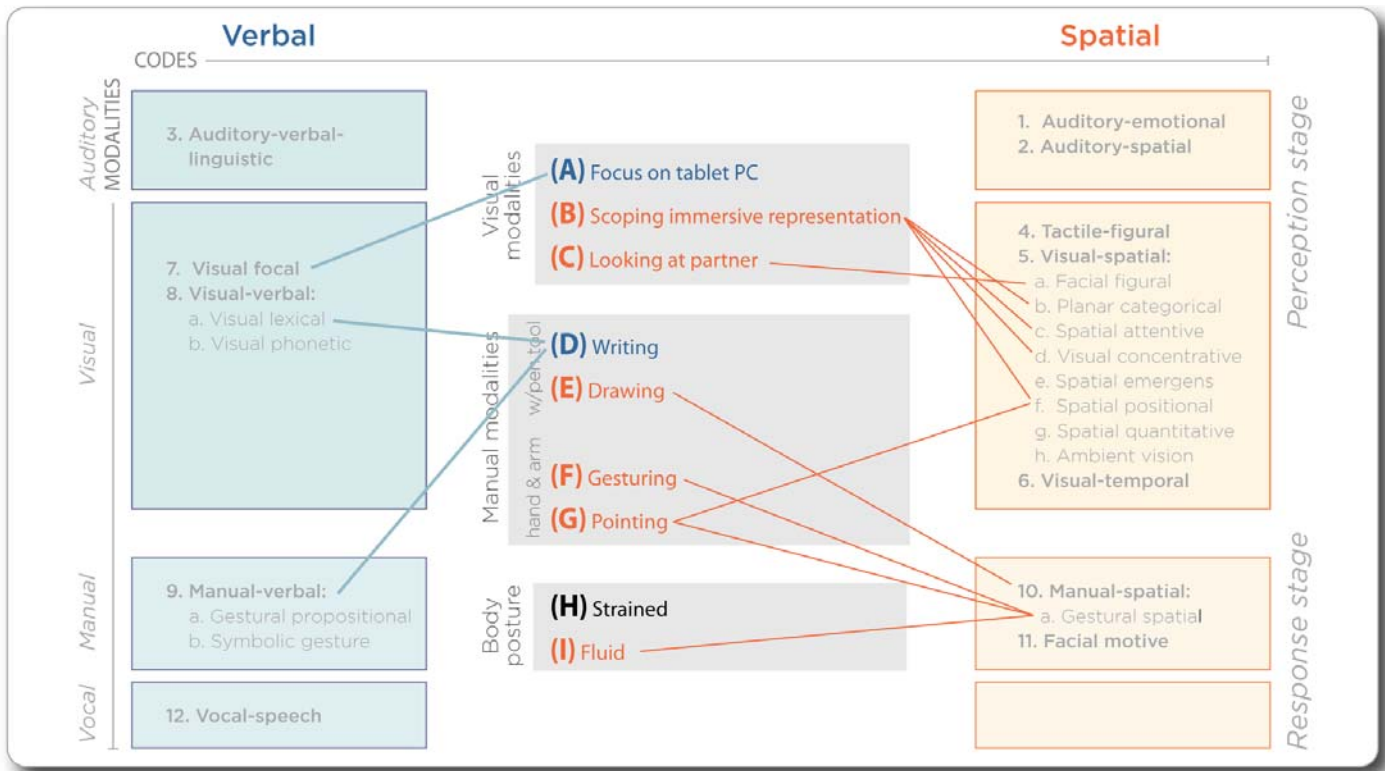 Verbal
Spatial
CODES
MODALITIES
Auditory
Visual
Manual
Vocal
3. Auditory-verbal-
linguistic
7. Visual focal
8. Visual-verbal:
a. Visual lexical
b. Visual phonetic
9. Manual-verbal:
a. Gestural propositional
b. Symbolic gesture
12. Vocal-speech
Visual
modalities
(A) Focus on tablet PC
(B) Scoping immersive representation
(C) Looking at partner
Manual modalities
w/pen tool
hand & arm
(D) Writing
(E) Drawing
(F) Gesturing
(G) Pointing
Body
posture
(H) Strained
(I) Fluid
1. Auditory-emotional
2. Auditory-spatial
4. Tactile-figural
5. Visual-spatial:
a. Facial figural
b. Planar categorical
c. Spatial attentive
d. Visual concentrative
e. Spatial emergens
f. Spatial positional
g. Spatial quantitative
h. Ambient vision
6. Visual-temporal
10. Manual-spatial:
a. Gestural spatial
11. Facial motive
Perception stage
Response stage